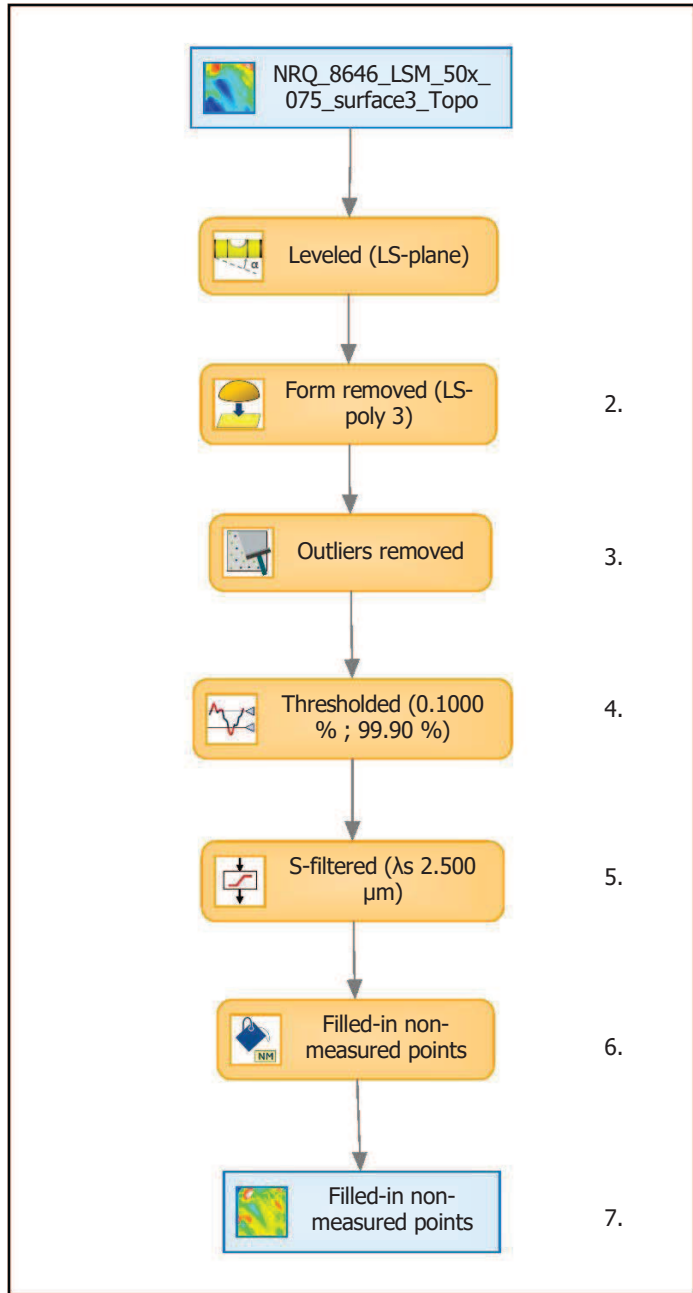 NRQ_8646_LSM_50x_
075_surface3_Topo
α
Leveled (LS-plane)
Form removed (LS-
poly 3)
2.
Outliers removed
3.
Thresholded (0.1000
% ; 99.90 %)
4.
S-filtered (λs 2.500
µm)
5.
NM
Filled-in non-
measured points
6.
Filled-in non-
measured points
7.